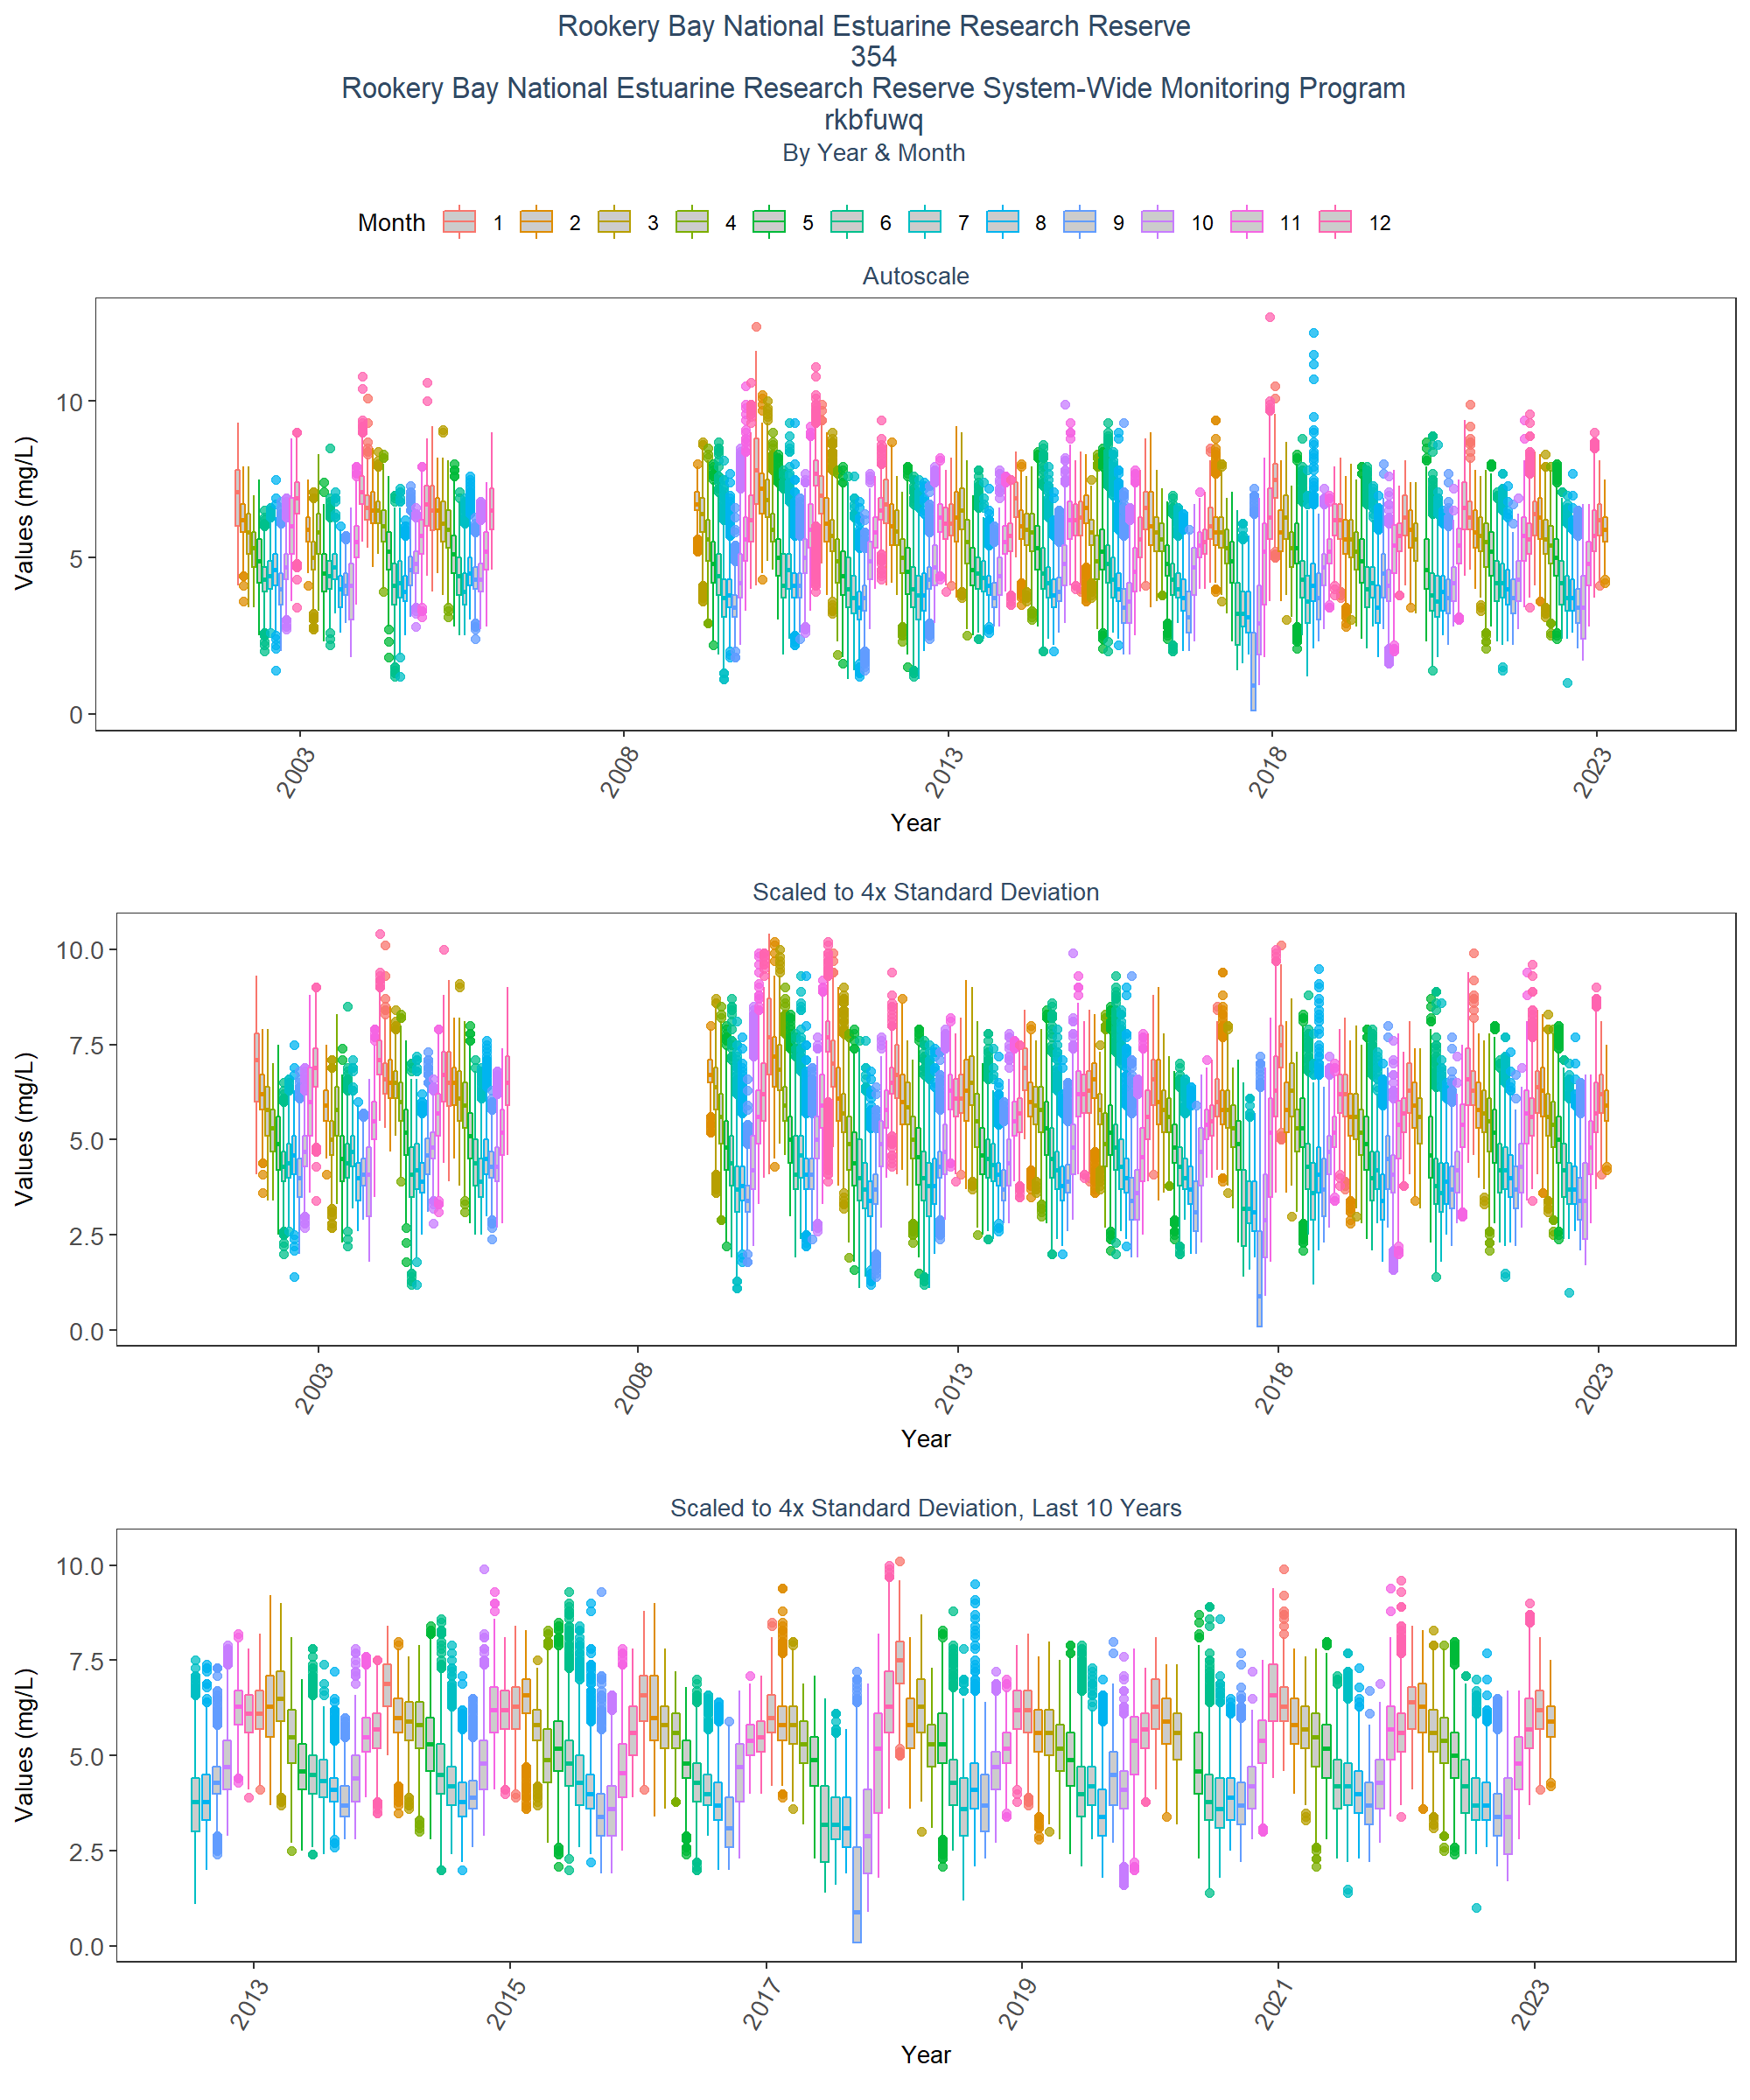 Rookery Bay National Estuarine Research Reserve
354
Rookery Bay National Estuarine Research Reserve System-Wide Monitoring Program
rkbfuwq
By Year & Month
Month 1 2 3 4 5 6 7 8 9 10 11 12
Autoscale
Values (mg/L)
10
5
0
2003 2008 2013 2018 2023
Year
Scaled to 4x Standard Deviation
Values (mg/L)
10.0
7.5
5.0
2.5
0.0
2003 2008 2013 2018 2023
Year
Scaled to 4x Standard Deviation, Last 10 Years
Values (mg/L)
10.0
7.5
5.0
2.5
0.0
2013 2015 2017 2019 2021 2023
Year